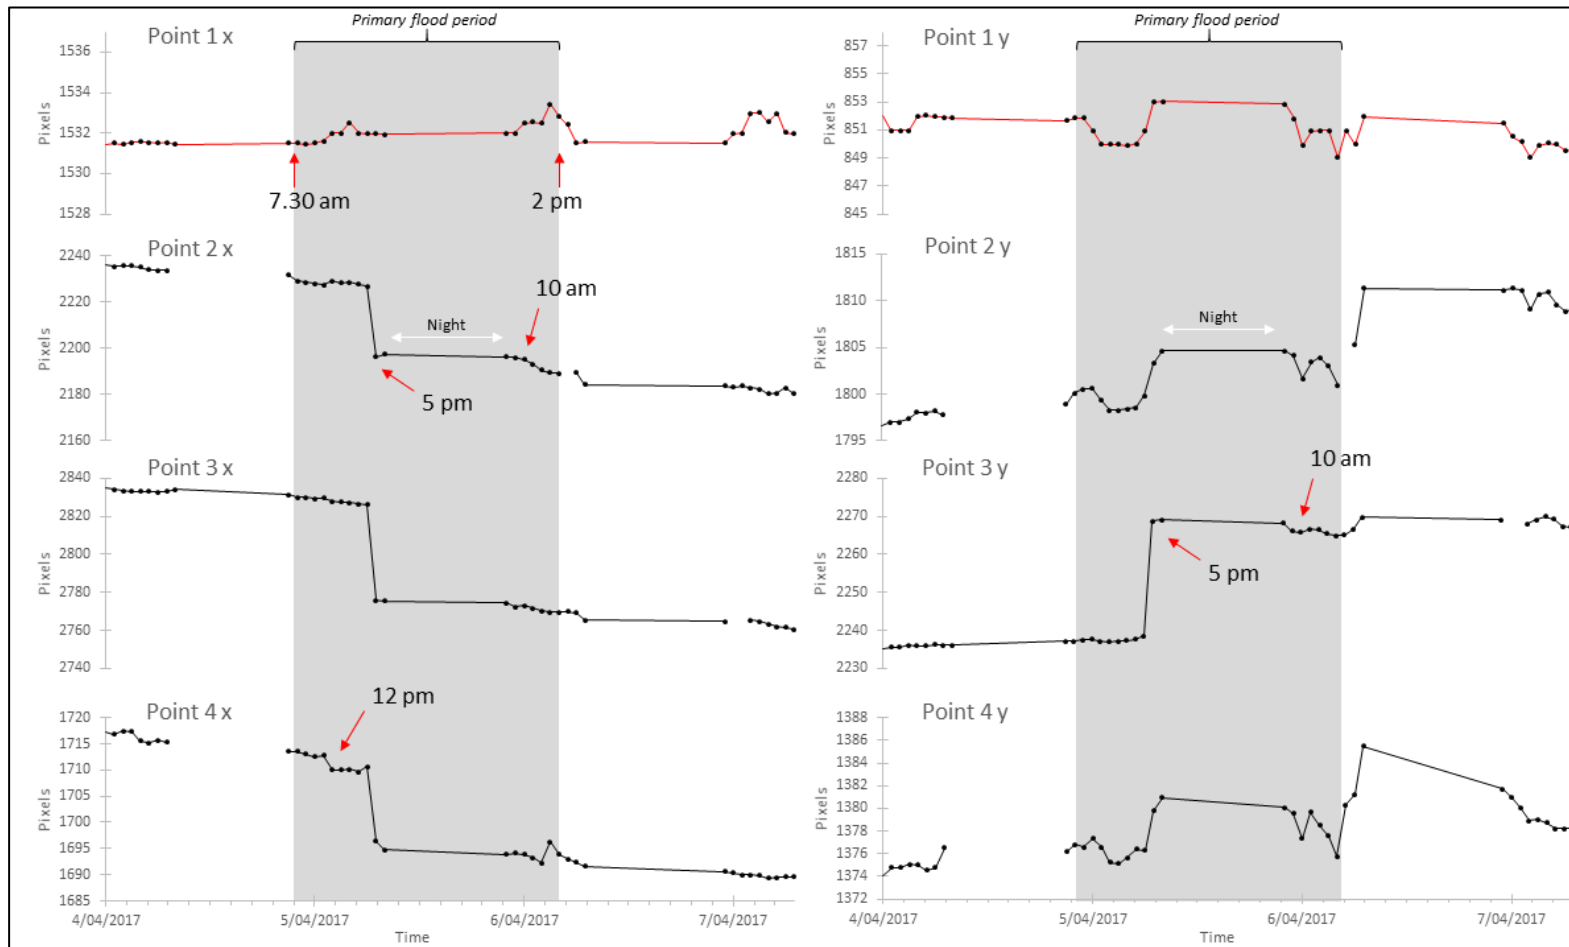 Primary flood period
Primary flood period
Point 1 x
1536
1534
1532
1530
1528
Pixels
7.30 am
2 pm
Point 1 y
857
855
853
851
849
847
845
Pixels
Point 2 x
2240
2220
2200
2180
2160
Pixels
Night
10 am
5 pm
Point 2 y
1815
1810
1805
1800
1795
Pixels
Night
Point 3 x
2840
2820
2800
2780
2760
2740
Pixels
Point 3 y
2280
2270
2260
2250
2240
2230
Pixels
10 am
5 pm
Point 4 x
1720
1715
1710
1705
1700
1695
1690
1685
Pixels
12 pm
4/04/2017
5/04/2017
6/04/2017
7/04/2017
Time
Point 4 y
1388
1386
1384
1382
1380
1378
1376
1374
1372
Pixels
4/04/2017
5/04/2017
6/04/2017
7/04/2017
Time